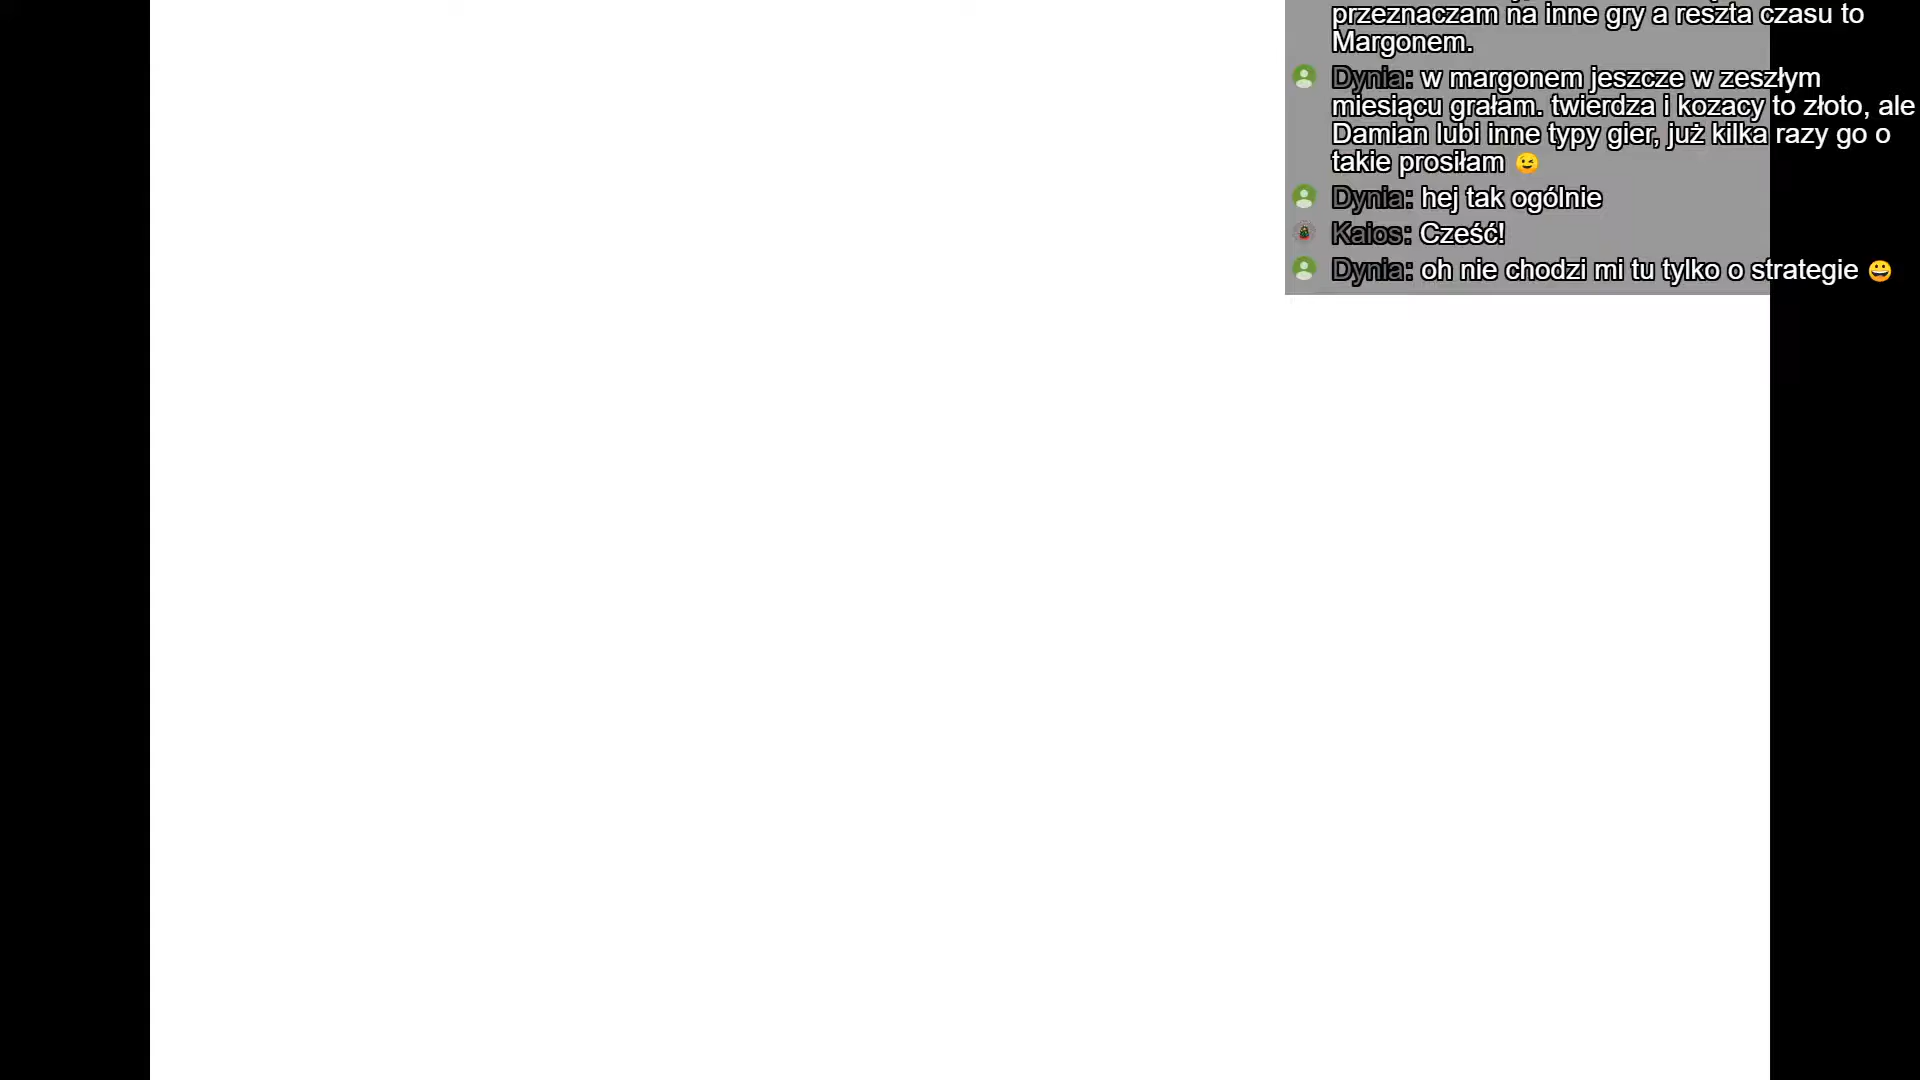 przeznaczam na inne gry a reszta czasu to
Margonem.
Dynia: w margonem jeszcze w zeszłym
miesiącu grałam. twierdza i kozacy to złoto, ale
Damian lubi inne typy gier, już kilka razy go o
takie prosiłam 😉
Dynia: hej tak ogólnie
Kaios: Cześć!
Dynia: oh nie chodzi mi tu tylko o strategie 😀